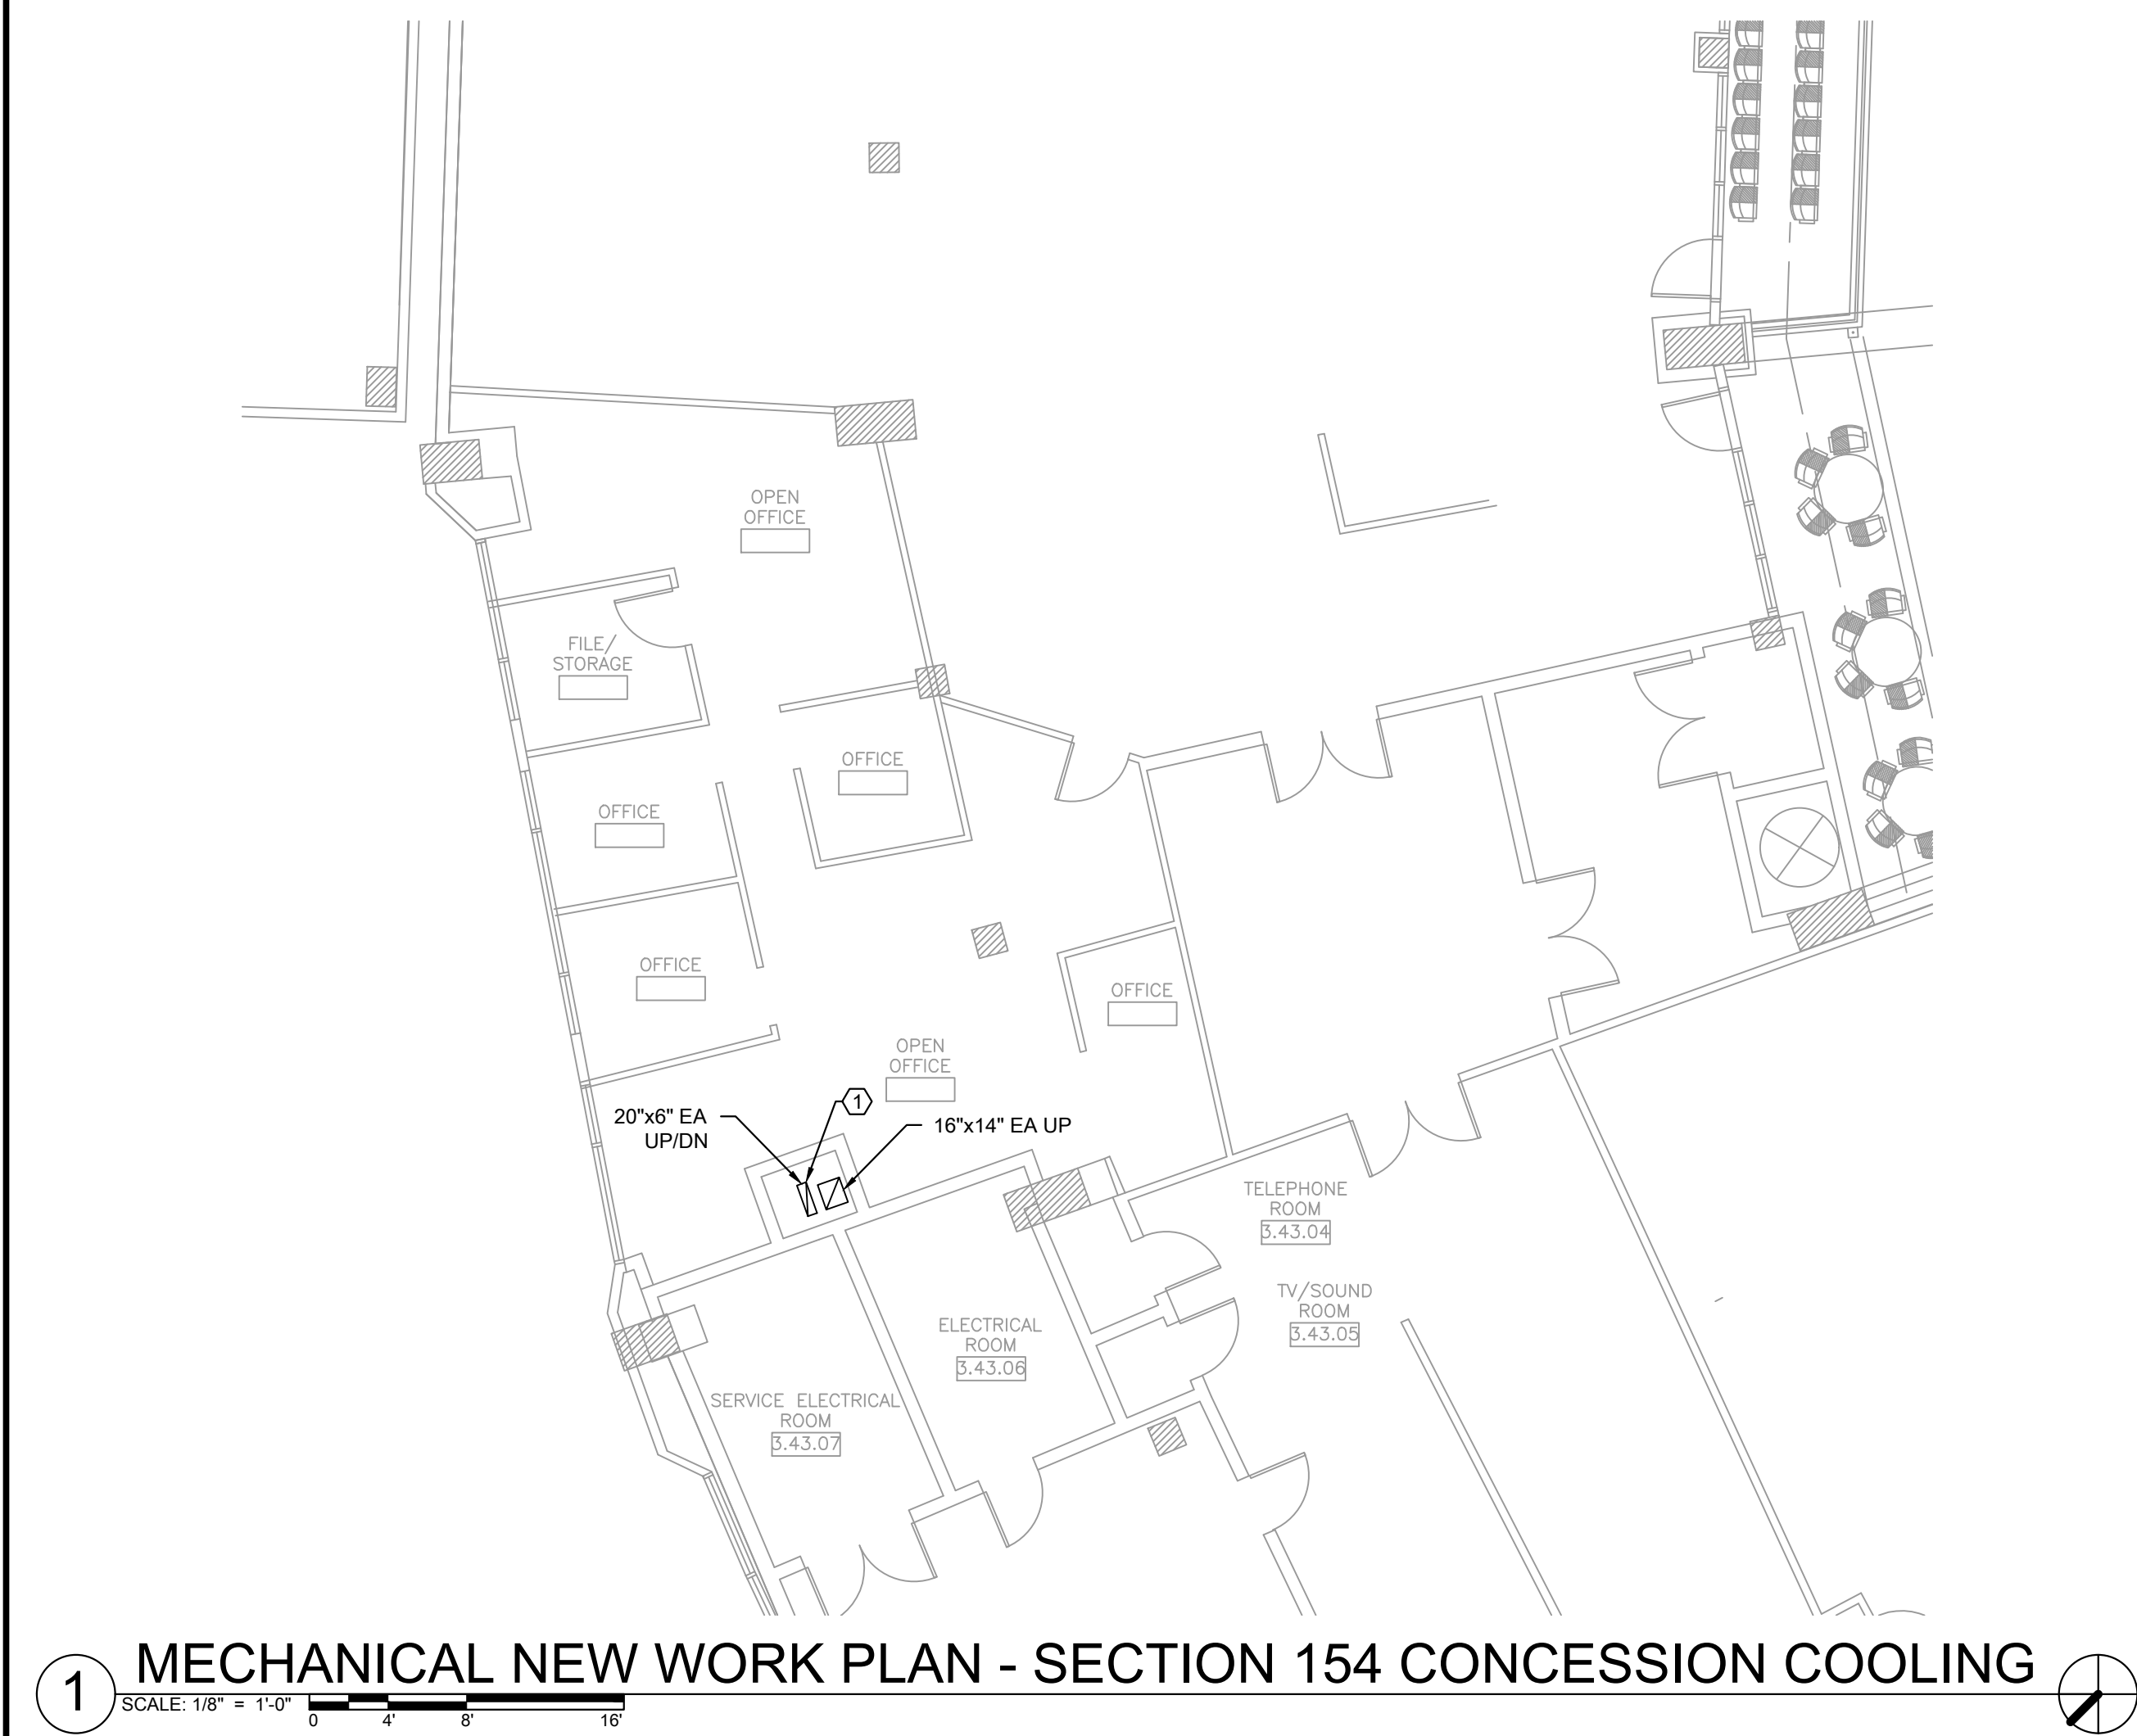 OPEN
OFFICE
FILE/
STORAGE
OFFICE
OFFICE
OFFICE
OFFICE
OPEN
OFFICE
1
20"x6" EA
UP/DN
16"x14" EA UP
TELEPHONE
ROOM
3.43.04
TV/SOUND
ROOM
3.43.05
ELECTRICAL
ROOM
3.43.06
SERVICE ELECTRICAL
ROOM
3.43.07
1
MECHANICAL NEW WORK PLAN - SECTION 154 CONCESSION COOLING
SCALE: 1/8" = 1'-0"
0 4' 8' 16'